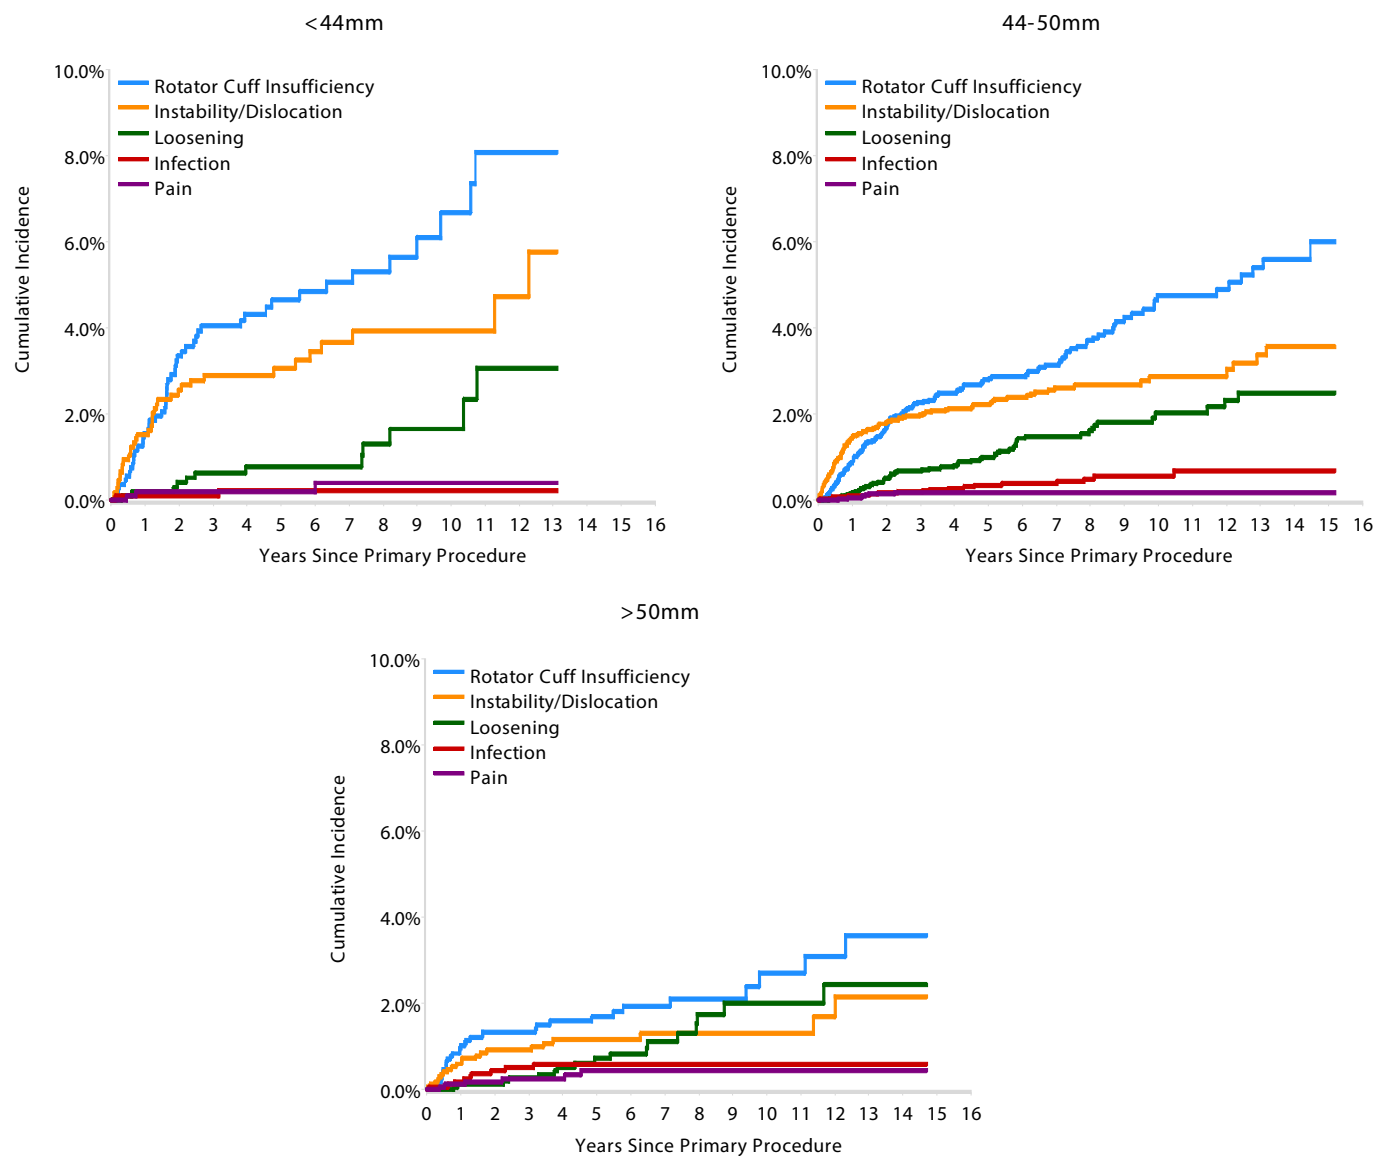 <44mm
10.0%
8.0%
6.0%
4.0%
2.0%
0.0%
Cumulative Incidence
Rotator Cuff Insufficiency
Instability/Dislocation
Loosening
Infection
Pain
0 1 2 3 4 5 6 7 8 9 10 11 12 13 14 15 16
Years Since Primary Procedure
44-50mm
10.0%
8.0%
6.0%
4.0%
2.0%
0.0%
Cumulative Incidence
Rotator Cuff Insufficiency
Instability/Dislocation
Loosening
Infection
Pain
0 1 2 3 4 5 6 7 8 9 10 11 12 13 14 15 16
Years Since Primary Procedure
>50mm
10.0%
8.0%
6.0%
4.0%
2.0%
0.0%
Cumulative Incidence
Rotator Cuff Insufficiency
Instability/Dislocation
Loosening
Infection
Pain
0 1 2 3 4 5 6 7 8 9 10 11 12 13 14 15 16
Years Since Primary Procedure